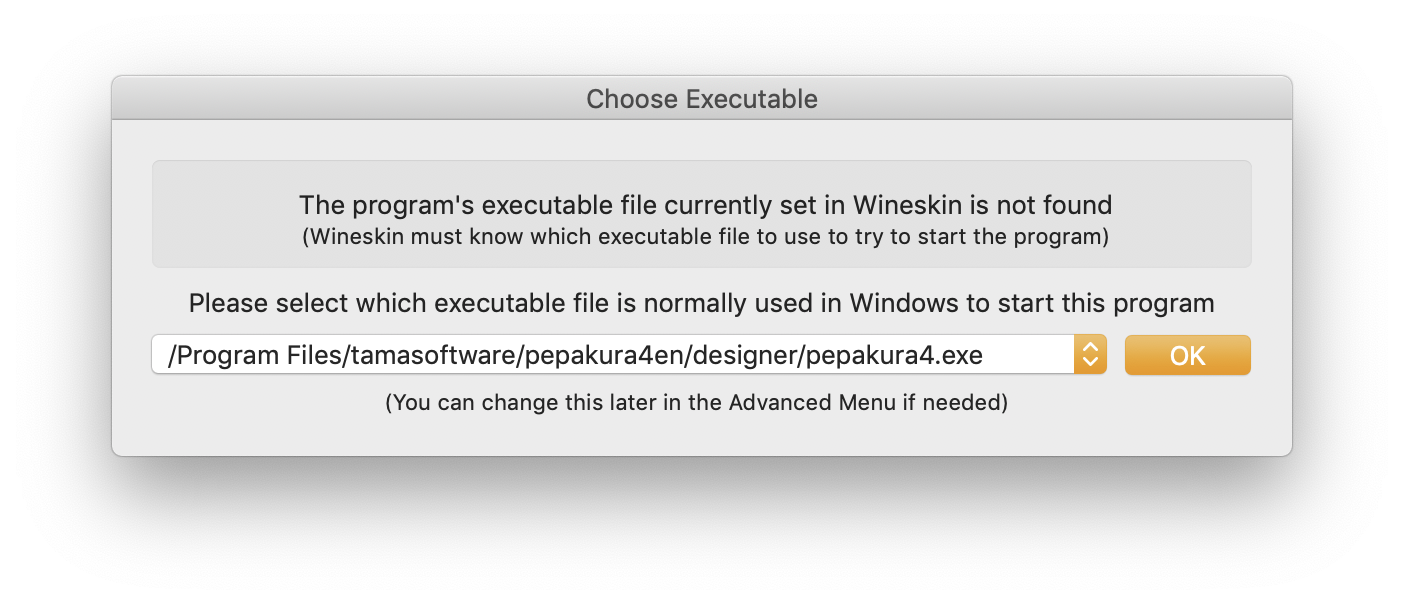 Choose Executable
The program's executable file currently set in Wineskin is not found
(Wineskin must know which executable file to use to try to start the program)
Please select which executable file is normally used in Windows to start this program
/Program Files/tamasoftware/pepakura4en/designer/pepakura4.exe
OK
(You can change this later in the Advanced Menu if needed)